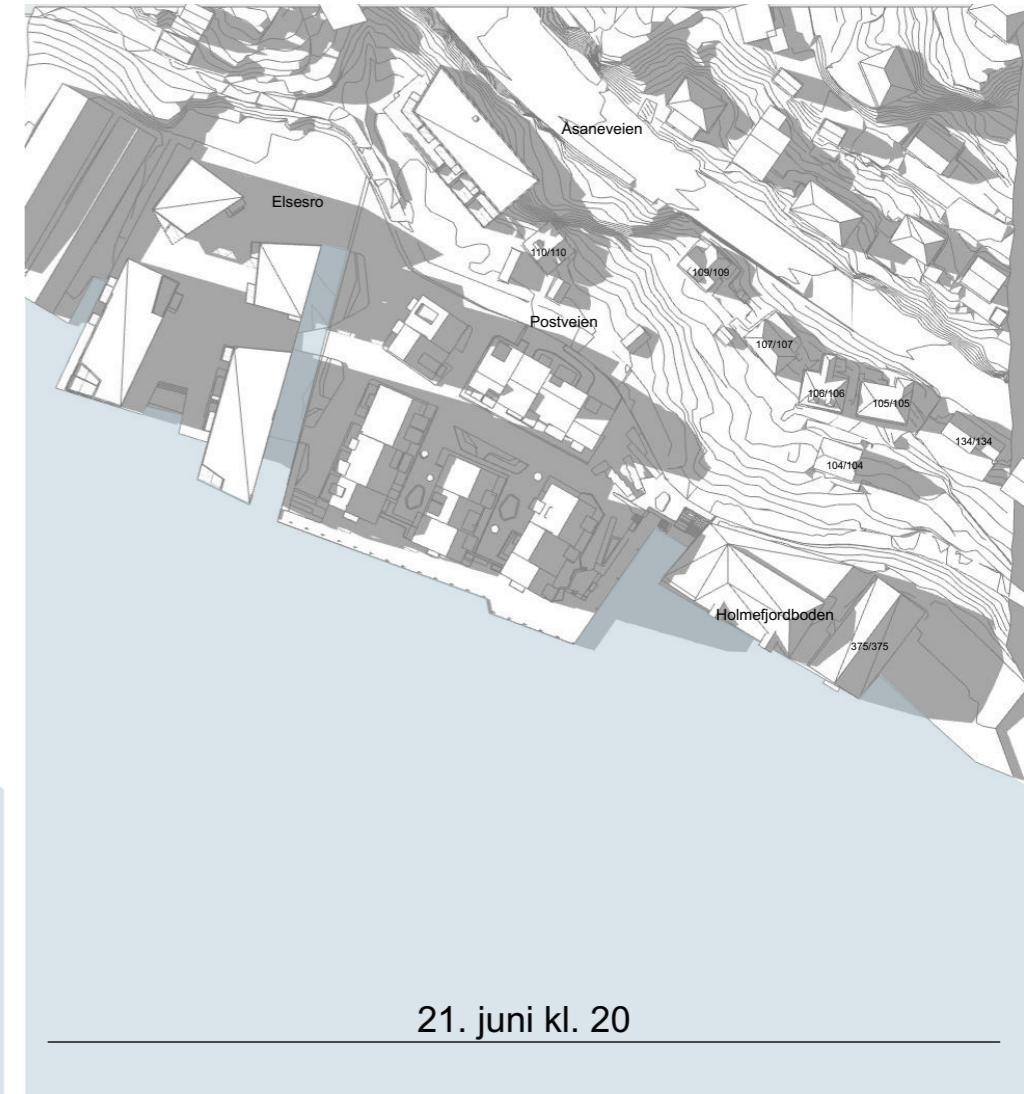 Åsaneveien
Elsesro
110/110
109/109
Postveien
107/107
106/106
105/105
134/134
104/104
Holmefjordboden
375/375
21. juni kl. 20